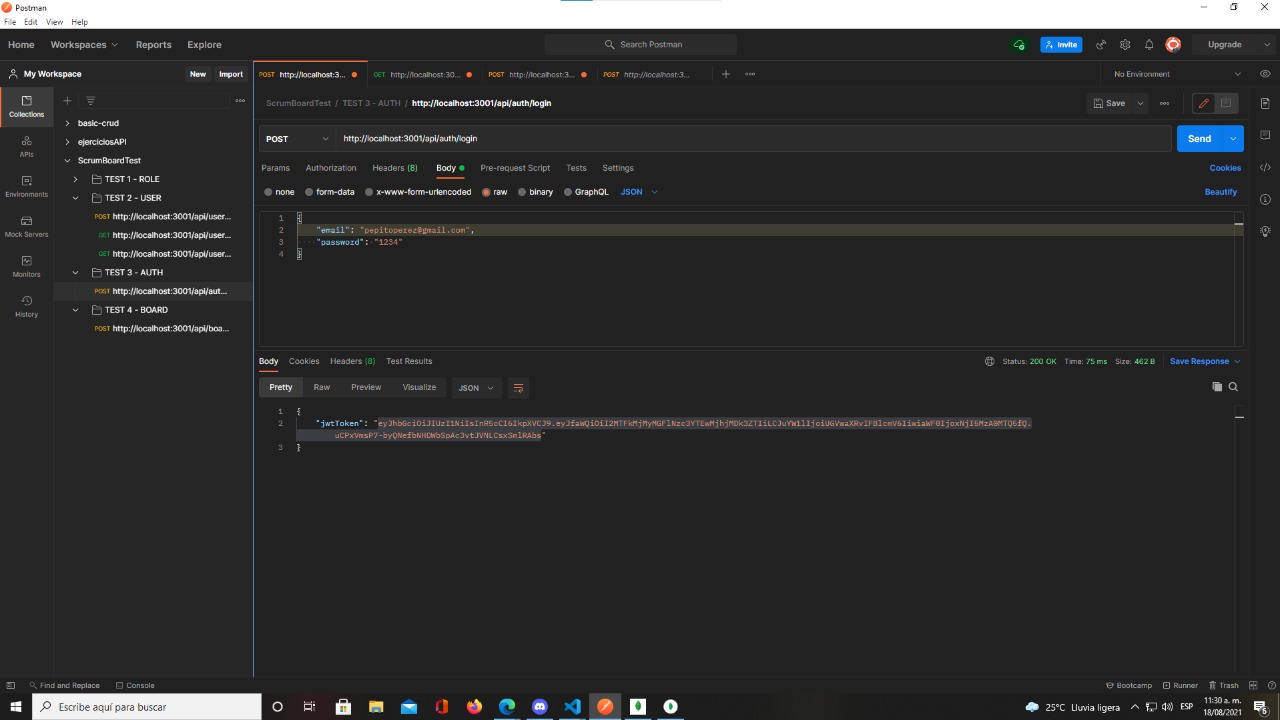 Postman
File Edit View Help
Home Workspaces Reports Explore
Search Postman
Invite
Upgrade
My Workspace
New Import
POST http://localhost:3...
GET http://localhost:30...
POST http://localhost:3...
POST http://localhost:3...
No Environment
Collections
APIs
Environments
Mock Servers
Monitors
History
basic-crud
ejerciciosAPI
ScrumBoardTest
TEST 1 - ROLE
TEST 2 - USER
POST http://localhost:3001/api/user...
GET http://localhost:3001/api/user...
GET http://localhost:3001/api/user...
TEST 3 - AUTH
POST http://localhost:3001/api/aut...
TEST 4 - BOARD
POST http://localhost:3001/api/boa...
ScrumBoardTest / TEST 3 - AUTH / http://localhost:3001/api/auth/login
Save
POST http://localhost:3001/api/auth/login
Send
Params Authorization Headers (8) Body Pre-request Script Tests Settings
Cookies
none form-data x-www-form-urlencoded raw binary GraphQL JSON
Beautify
1 {
2 "email": "pepitoperez@gmail.com",
3 "password": "1234"
4 }
Body Cookies Headers (8) Test Results
Status: 200 OK Time: 75 ms Size: 462 B Save Response
Pretty Raw Preview Visualize JSON
1 {
2 "jwtToken":
3 }
Find and Replace Console
Bootcamp Runner Trash
Escribe aquí para buscar
25°C Lluvia ligera
ESP
11:30 a. m.
18/08/2021